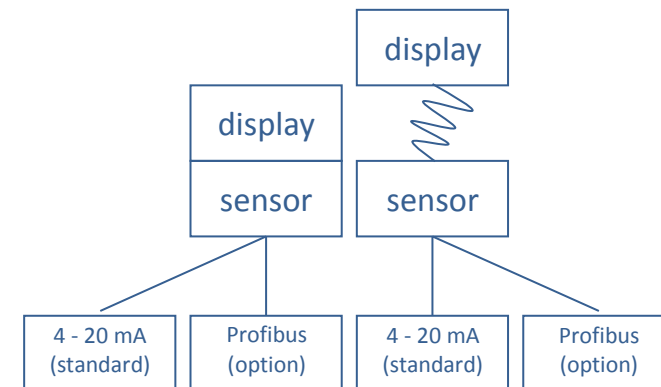 display
display
sensor
sensor
4 - 20 mA
(standard)
Profibus
(option)
4 - 20 mA
(standard)
Profibus
(option)